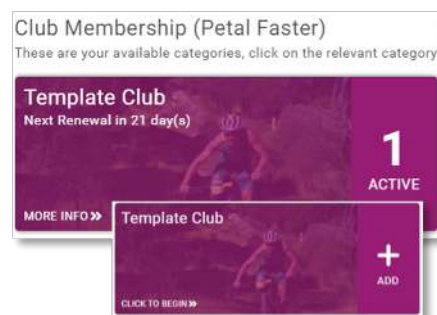 Club Membership (Petal Faster)
These are your available categories, click on the relevant category
Template Club
Next Renewal in 21 day(s)
1
ACTIVE
MORE INFO »
Template Club
+
ADD
CLICK TO BEGIN »